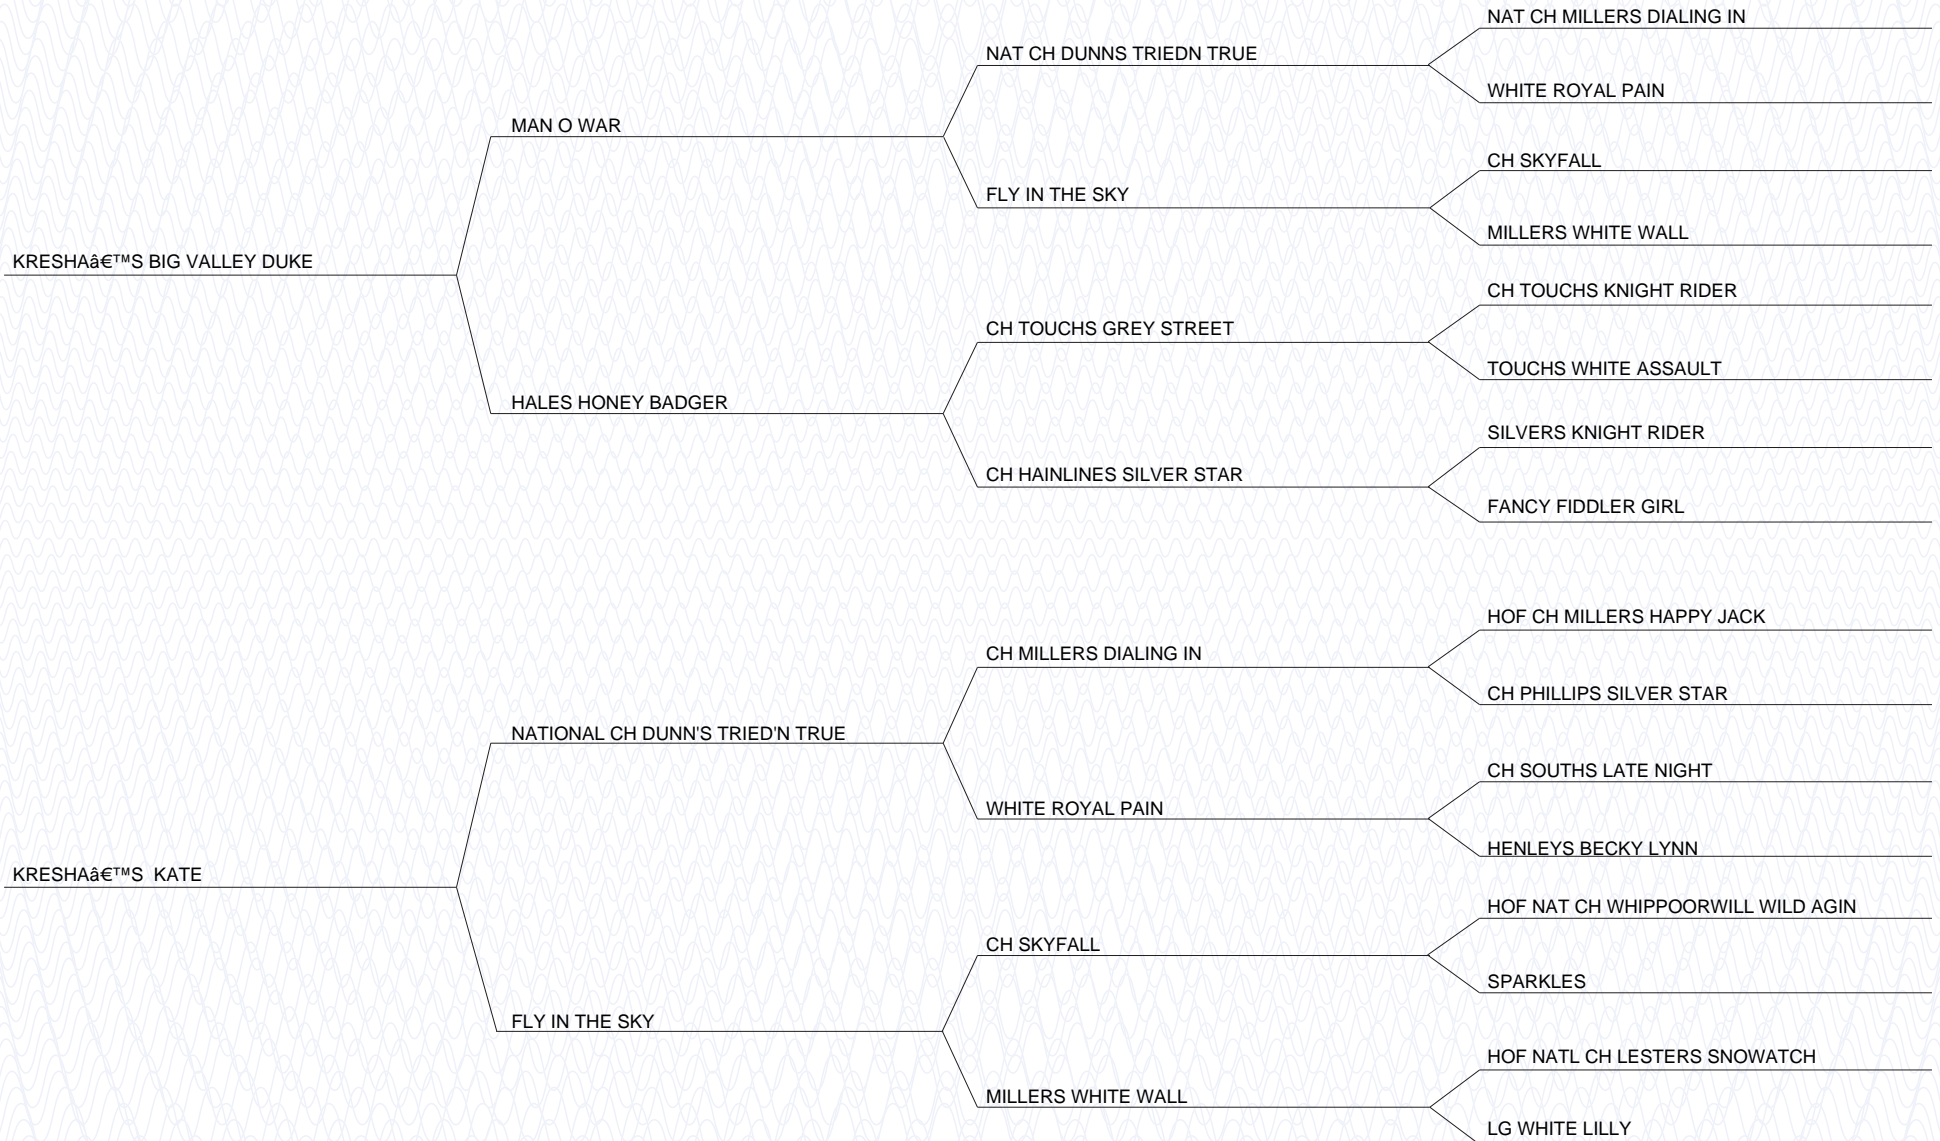 NAT CH MILLERS DIALING IN
NAT CH DUNNS TRIEDN TRUE
WHITE ROYAL PAIN
MAN O WAR
CH SKYFALL
FLY IN THE SKY
MILLERS WHITE WALL
KRESHAâ€™S BIG VALLEY DUKE
CH TOUCHS KNIGHT RIDER
CH TOUCHS GREY STREET
TOUCHS WHITE ASSAULT
HALES HONEY BADGER
SILVERS KNIGHT RIDER
CH HAINLINES SILVER STAR
FANCY FIDDLER GIRL
HOF CH MILLERS HAPPY JACK
CH MILLERS DIALING IN
CH PHILLIPS SILVER STAR
NATIONAL CH DUNN'S TRIED'N TRUE
CH SOUTHS LATE NIGHT
WHITE ROYAL PAIN
HENLEYS BECKY LYNN
KRESHAâ€™S  KATE
HOF NAT CH WHIPPOORWILL WILD AGIN
CH SKYFALL
SPARKLES
FLY IN THE SKY
HOF NATL CH LESTERS SNOWATCH
MILLERS WHITE WALL
LG WHITE LILLY